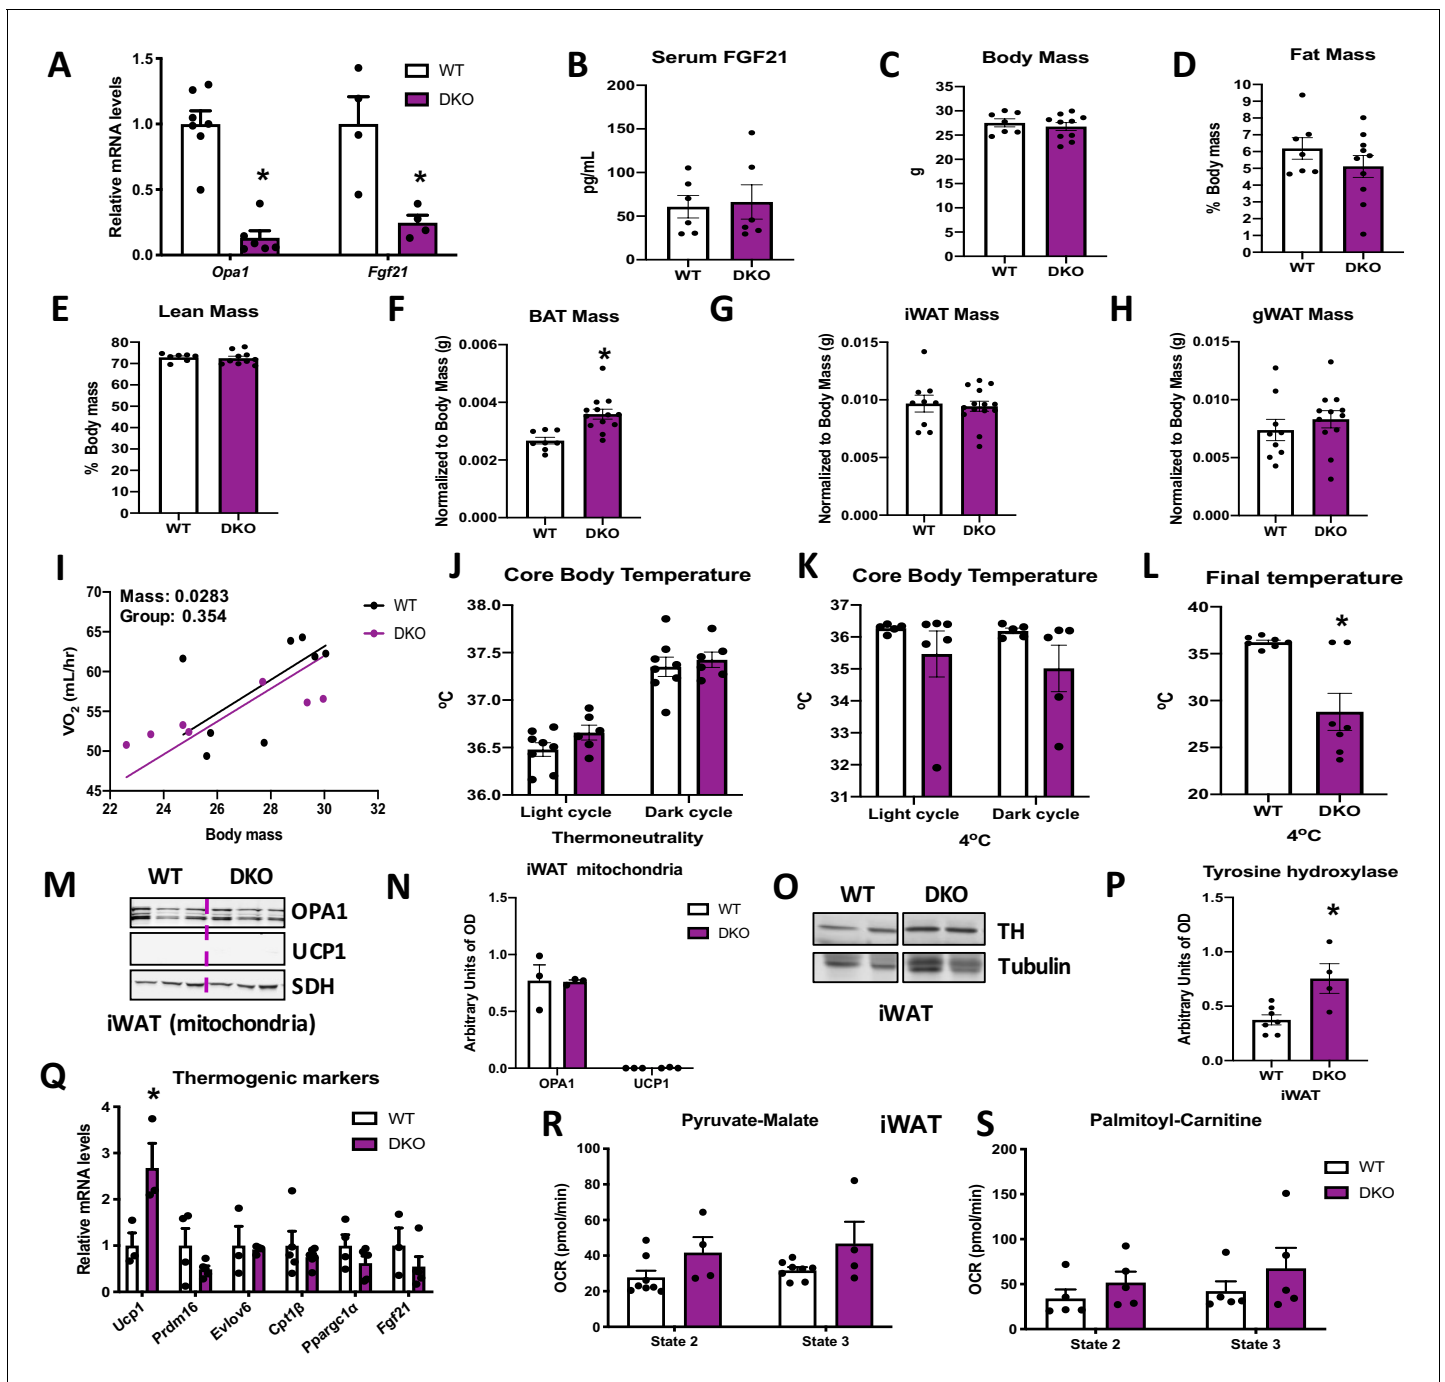 A
Relative mRNA levels
1.5
1.0
0.5
0.0
WT
DKO
*
*
Opa1
Fgf21
B
Serum FGF21
pg/mL
200
150
100
50
0
WT
DKO
C
Body Mass
g
35
30
25
20
15
10
5
0
WT
DKO
D
Fat Mass
% Body mass
10
9
8
7
6
5
4
3
2
1
0
WT
DKO
E
Lean Mass
% Body mass
80
70
60
50
40
30
20
10
0
WT
DKO
F
BAT Mass
Normalized to Body Mass (g)
0.006
0.004
0.002
0.000
*
WT
DKO
G
iWAT Mass
Normalized to Body Mass (g)
0.015
0.010
0.005
0.000
WT
DKO
H
gWAT Mass
Normalized to Body Mass (g)
0.015
0.010
0.005
0.000
WT
DKO
I
Mass: 0.0283
Group: 0.354
VO2 (mL/hr)
70
65
60
55
50
45
22
24
26
28
30
32
Body mass
WT
DKO
J
Core Body Temperature
ºC
38.0
37.5
37.0
36.5
36.0
Light cycle
Dark cycle
Thermoneutrality
K
Core Body Temperature
ºC
37
36
35
34
33
32
31
Light cycle
Dark cycle
4ºC
L
Final temperature
ºC
40
35
30
25
20
*
WT
DKO
4ºC
M
WT
DKO
OPA1
UCP1
SDH
iWAT (mitochondria)
N
iWAT mitochondria
Arbitrary Units of OD
1.5
1.0
0.5
0.0
WT
DKO
OPA1
UCP1
O
WT
DKO
TH
Tubulin
iWAT
P
Tyrosine hydroxylase
Arbitrary Units of OD
1.5
1.0
0.5
0.0
*
WT
DKO
iWAT
Q
Thermogenic markers
Relative mRNA levels
4
3
2
1
0
*
WT
DKO
Ucp1
Prdm16
Evlov6
Cpt1β
Ppargc1α
Fgf21
R
Pyruvate-Malate
iWAT
OCR (pmol/min)
100
80
60
40
20
0
State 2
State 3
S
Palmitoyl-Carnitine
OCR (pmol/min)
200
150
100
50
0
WT
DKO
State 2
State 3